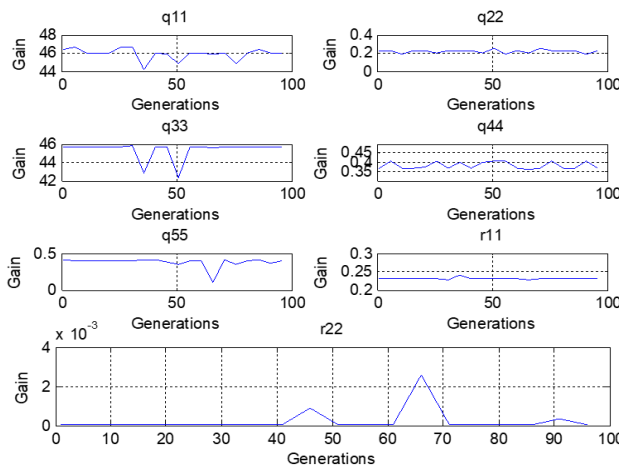 q11
48
46
44
Gain
0 50 100
Generations
q22
0.4
0.2
0
Gain
0 50 100
Generations
q33
46
44
42
Gain
0 50 100
Generations
q44
0.45
0.4
0.35
Gain
0 50 100
Generations
q55
0.5
0
Gain
0 50 100
Generations
r11
0.3
0.25
0.2
Gain
0 50 100
Generations
x 10-3
r22
4
2
0
Gain
0 10 20 30 40 50 60 70 80 90 100
Generations